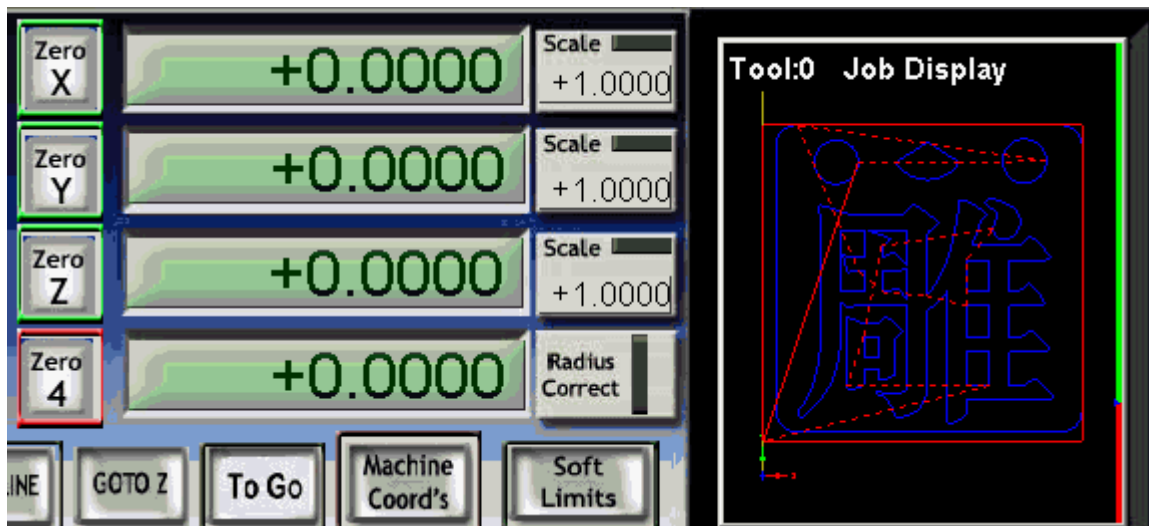 Zero X +0.0000 Scale +1.0000
Zero Y +0.0000 Scale +1.0000
Zero Z +0.0000 Scale +1.0000
Zero 4 +0.0000 Radius Correct
INE GOTO Z To Go Machine Coord's Soft Limits
Tool:0 Job Display
雕